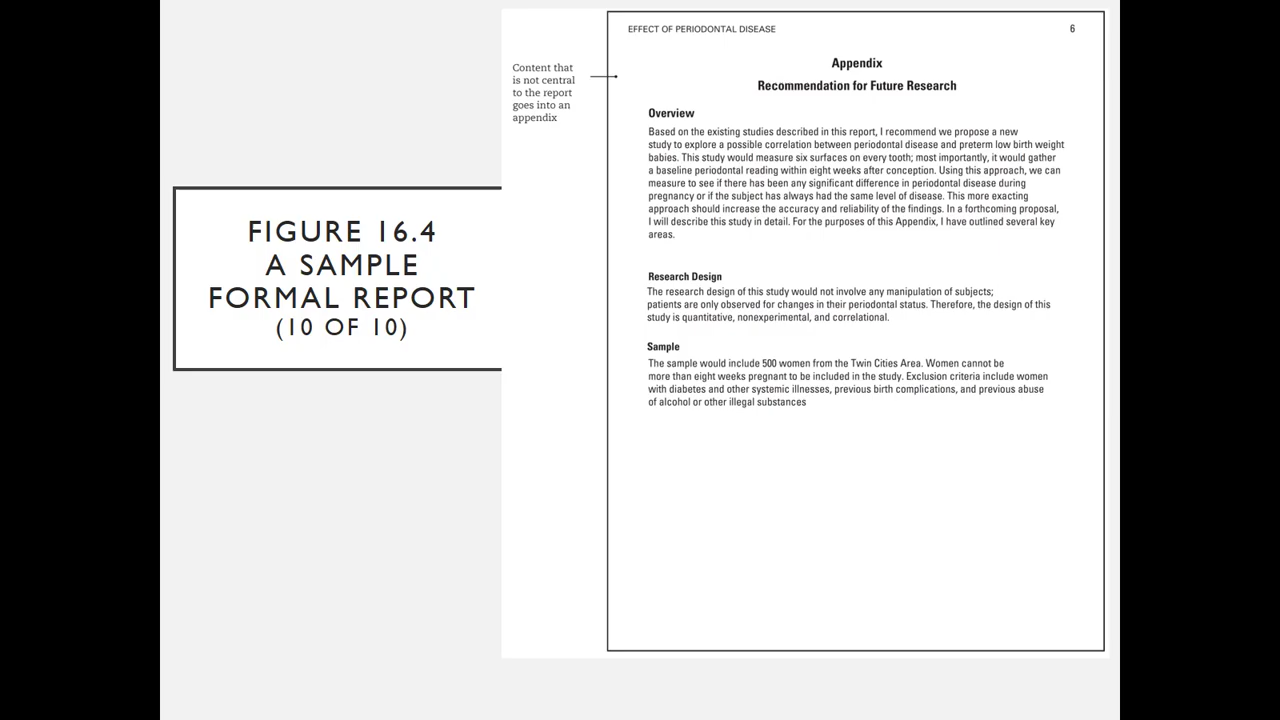 FIGURE 16.4
A SAMPLE
FORMAL REPORT
(10 OF 10)
Content that
is not central
to the report
goes into an
appendix
EFFECT OF PERIODONTAL DISEASE 6
Appendix
Recommendation for Future Research
Overview
Based on the existing studies described in this report, I recommend we propose a new
study to explore a possible correlation between periodontal disease and preterm low birth weight
babies. This study would measure six surfaces on every tooth; most importantly, it would gather
a baseline periodontal reading within eight weeks after conception. Using this approach, we can
measure to see if there has been any significant difference in periodontal disease during
pregnancy or if the subject has always had the same level of disease. This more exacting
approach should increase the accuracy and reliability of the findings. In a forthcoming proposal,
I will describe this study in detail. For the purposes of this Appendix, I have outlined several key
areas.
Research Design
The research design of this study would not involve any manipulation of subjects;
patients are only observed for changes in their periodontal status. Therefore, the design of this
study is quantitative, nonexperimental, and correlational.
Sample
The sample would include 500 women from the Twin Cities Area. Women cannot be
more than eight weeks pregnant to be included in the study. Exclusion criteria include women
with diabetes and other systemic illnesses, previous birth complications, and previous abuse
of alcohol or other illegal substances